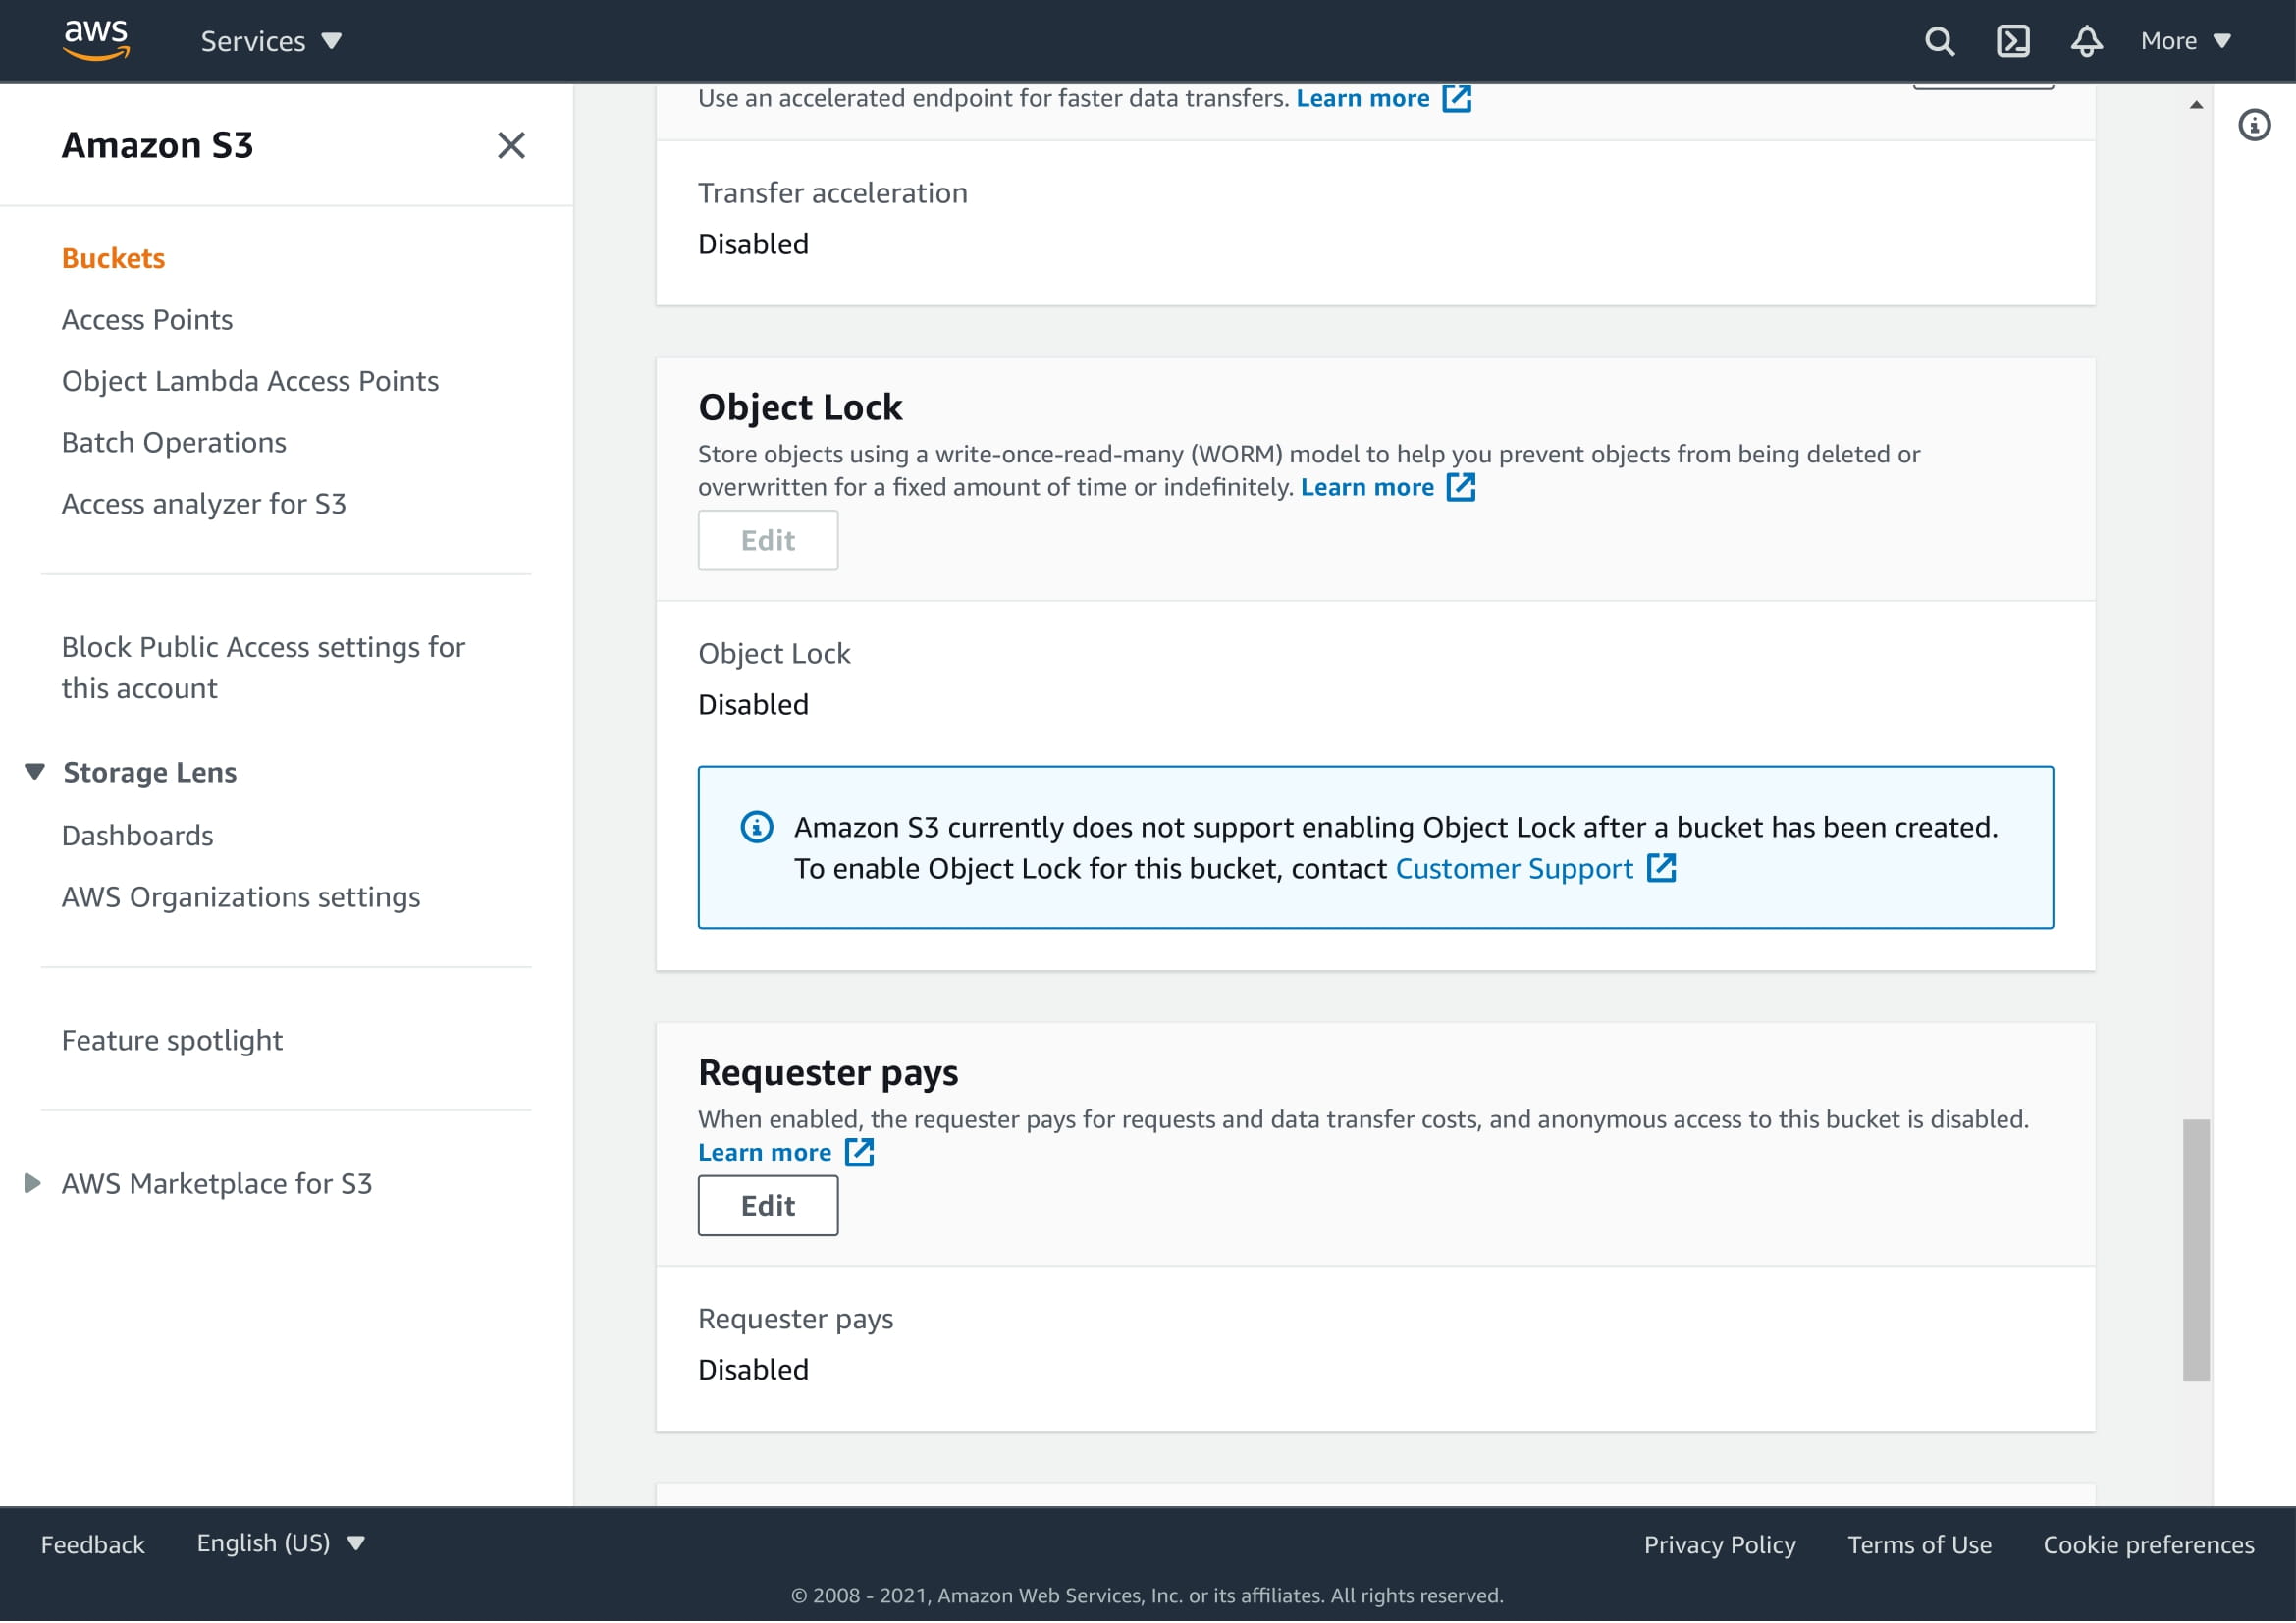 aws
Services
More
Amazon S3
Buckets
Access Points
Object Lambda Access Points
Batch Operations
Access analyzer for S3
Block Public Access settings for
this account
Storage Lens
Dashboards
AWS Organizations settings
Feature spotlight
AWS Marketplace for S3
Use an accelerated endpoint for faster data transfers. Learn more
Transfer acceleration
Disabled
Object Lock
Store objects using a write-once-read-many (WORM) model to help you prevent objects from being deleted or
overwritten for a fixed amount of time or indefinitely. Learn more
Edit
Object Lock
Disabled
Amazon S3 currently does not support enabling Object Lock after a bucket has been created.
To enable Object Lock for this bucket, contact Customer Support
Requester pays
When enabled, the requester pays for requests and data transfer costs, and anonymous access to this bucket is disabled.
Learn more
Edit
Requester pays
Disabled
Feedback
English (US)
Privacy Policy
Terms of Use
Cookie preferences
© 2008 - 2021, Amazon Web Services, Inc. or its affiliates. All rights reserved.